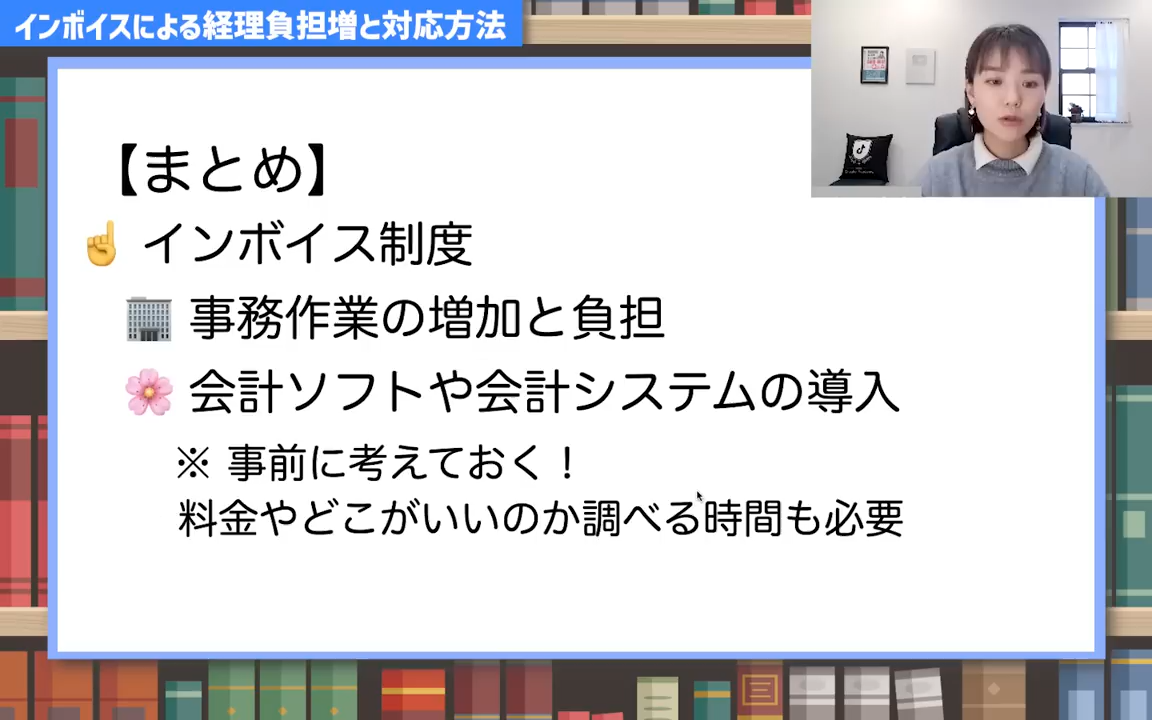 インボイスによる経理負担増と対応方法
【まとめ】
☝ インボイス制度
🏢 事務作業の増加と負担
🌸 会計ソフトや会計システムの導入
※ 事前に考えておく！
料金やどこがいいのか調べる時間も必要